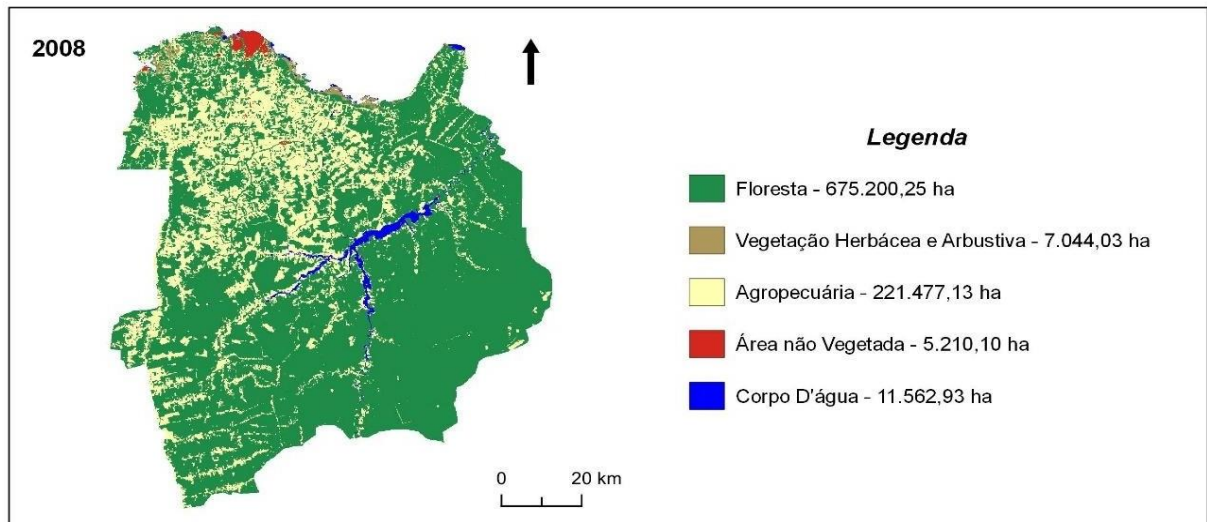 2008
Legenda
Floresta - 675.200,25 ha
Vegetação Herbácea e Arbustiva - 7.044,03 ha
Agropecuária - 221.477,13 ha
Área não Vegetada - 5.210,10 ha
Corpo D'água - 11.562,93 ha
0 20 km